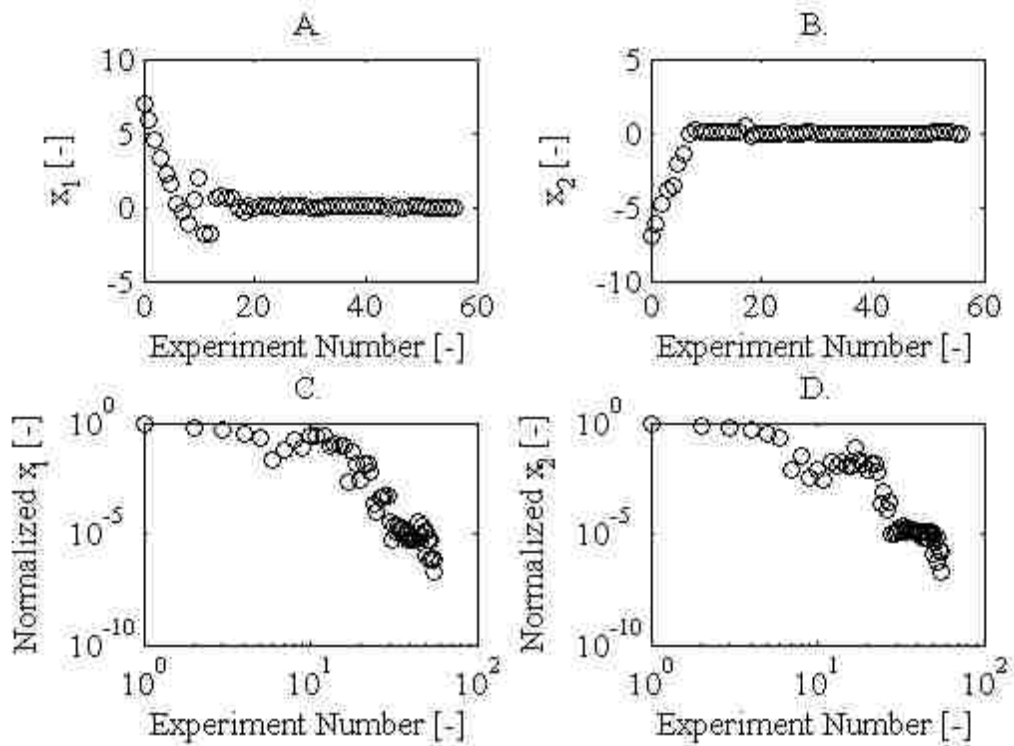 A.
B.
10
5
0
-5
x1 [-]
0 20 40 60
Experiment Number [-]
5
0
-5
-10
x2 [-]
0 20 40 60
Experiment Number [-]
C.
D.
10^0
10^-5
10^-10
Normalized x1 [-]
10^0 10^1 10^2
Experiment Number [-]
10^0
10^-5
10^-10
Normalized x2 [-]
10^0 10^1 10^2
Experiment Number [-]